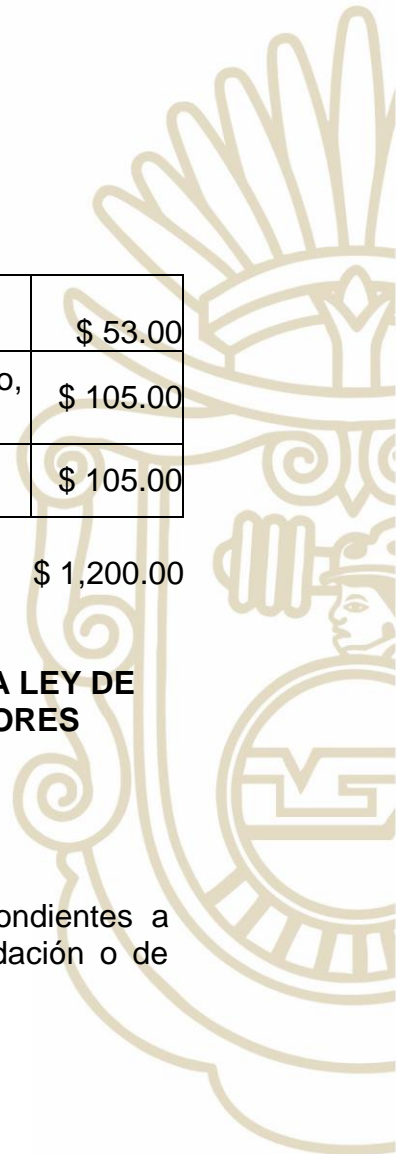 $ 53.00
o,
$ 105.00
$ 105.00
$ 1,200.00
A LEY DE
ORES
ondientes a
dación o de